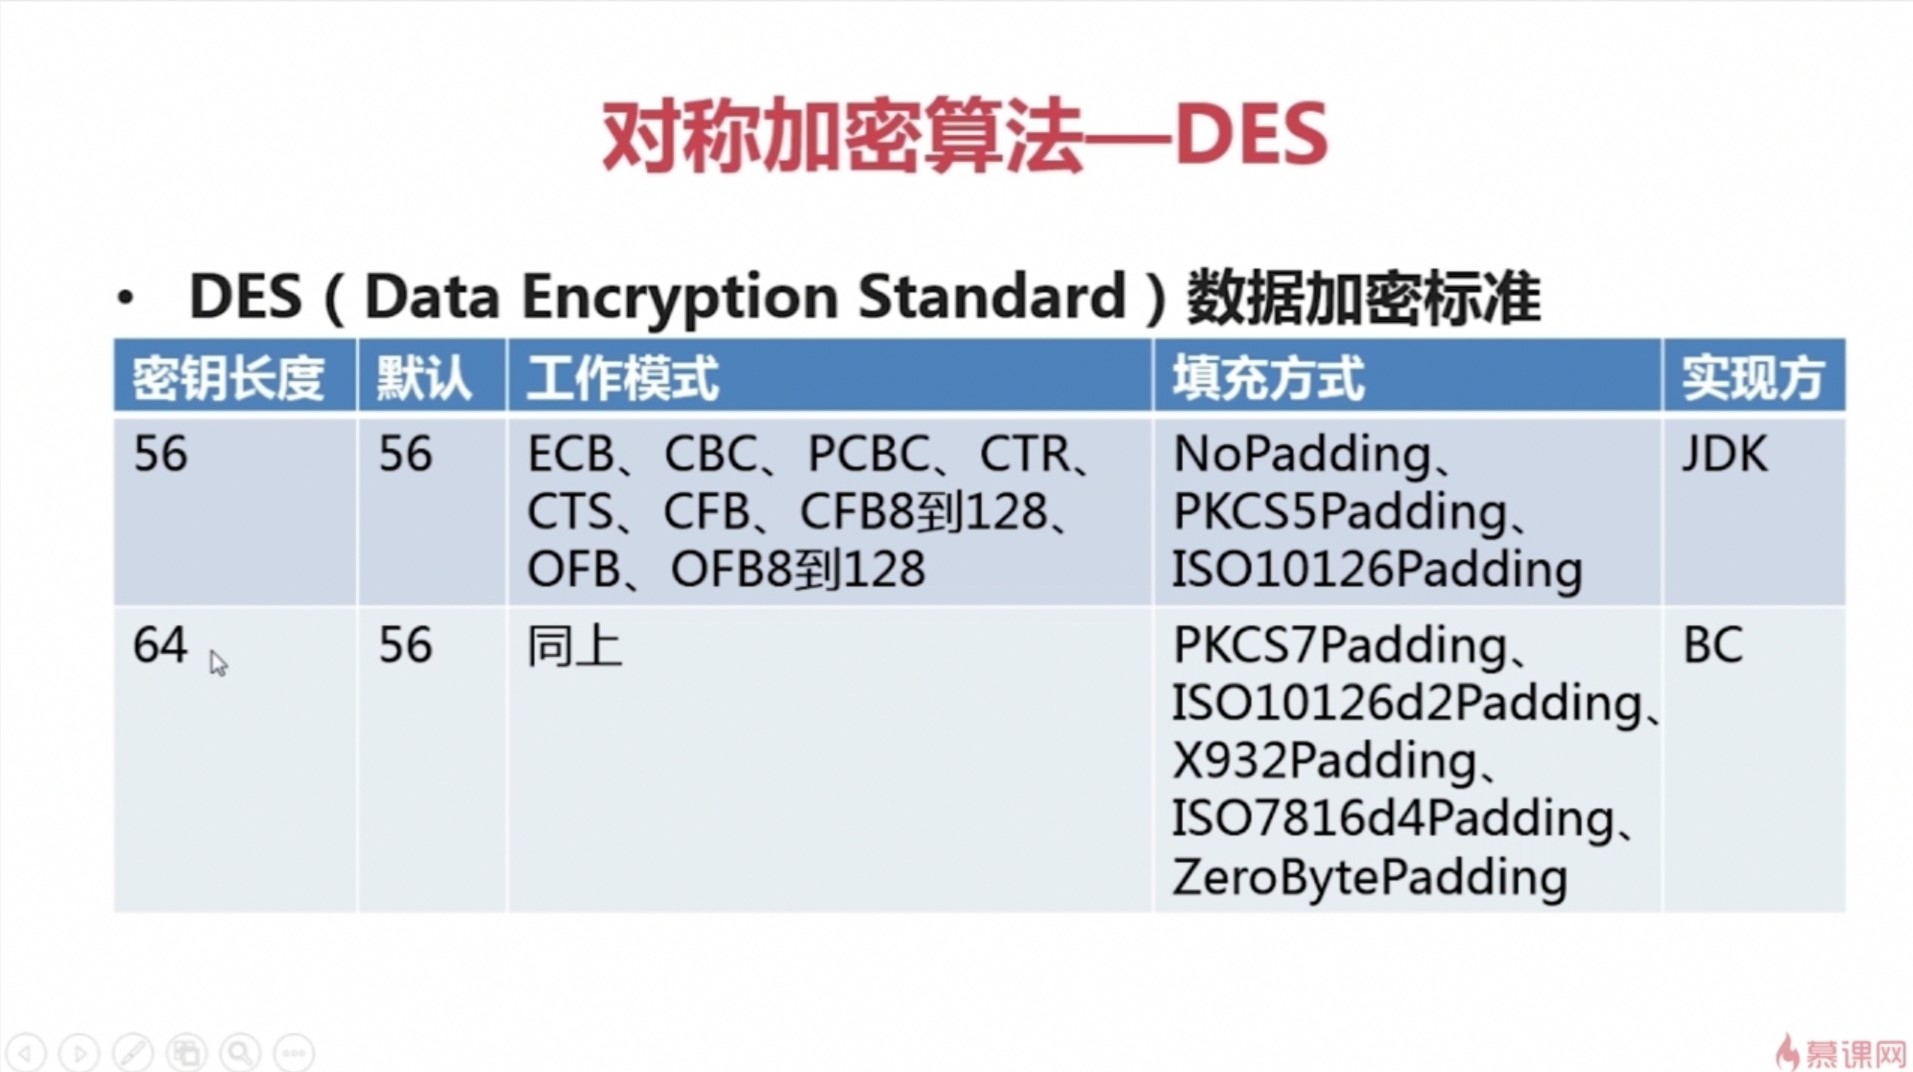 对称加密算法—DES
• DES（Data Encryption Standard）数据加密标准
密钥长度 默认 工作模式 填充方式 实现方
56 56 ECB、CBC、PCBC、CTR、 NoPadding、 JDK
CTS、CFB、CFB8到128、 PKCS5Padding、
OFB、OFB8到128 ISO10126Padding
64 56 同上 PKCS7Padding、 BC
ISO10126d2Padding、
X932Padding、
ISO7816d4Padding、
ZeroBytePadding
慕课网